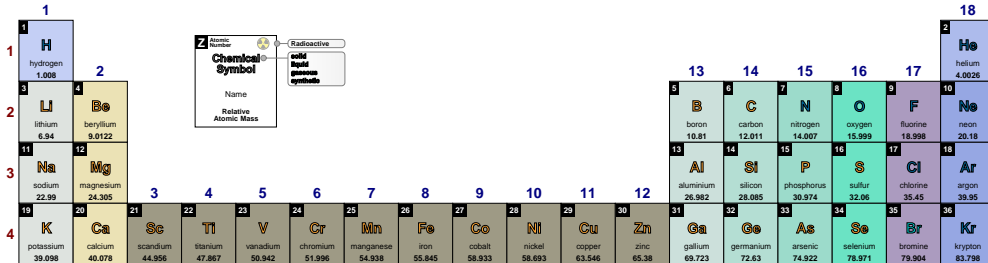 1
18
1
H
hydrogen
1.008
2
He
helium
4.0026
Z Atomic Number
Radioactive
Chemical Symbol
solid
liquid
gaseous
synthetic
Name
Relative Atomic Mass
1
2
13 14 15 16 17
3 4 5 6 7 8 9 10
Li Be B C N O F Ne
lithium beryllium boron carbon nitrogen oxygen fluorine neon
6.94 9.0122 10.81 12.011 14.007 15.999 18.998 20.18
2
11 12 13 14 15 16 17 18
Na Mg Al Si P S Cl Ar
sodium magnesium aluminium silicon phosphorus sulfur chlorine argon
22.99 24.305 26.982 28.085 30.974 32.06 35.45 39.95
3
3 4 5 6 7 8 9 10 11 12
19 20 21 22 23 24 25 26 27 28 29 30 31 32 33 34 35 36
K Ca Sc Ti V Cr Mn Fe Co Ni Cu Zn Ga Ge As Se Br Kr
potassium calcium scandium titanium vanadium chromium manganese iron cobalt nickel copper zinc gallium germanium arsenic selenium bromine krypton
39.098 40.078 44.956 47.867 50.942 51.996 54.938 55.845 58.933 58.693 63.546 65.38 69.723 72.63 74.922 78.971 79.904 83.798
4